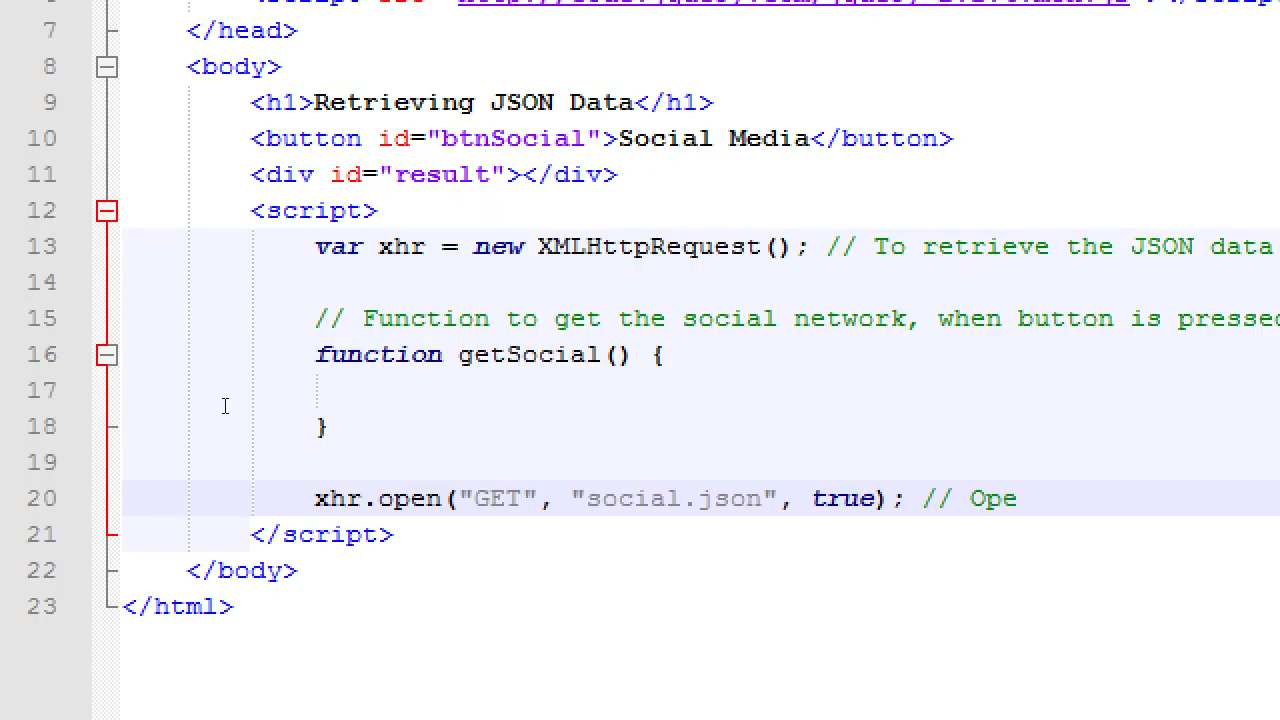 7 </head>
8 <body>
9 <h1>Retrieving JSON Data</h1>
10 <button id="btnSocial">Social Media</button>
11 <div id="result"></div>
12 <script>
13 var xhr = new XMLHttpRequest(); // To retrieve the JSON data
14
15 // Function to get the social network, when button is pressed
16 function getSocial() {
17
18 }
19
20 xhr.open("GET", "social.json", true); // Ope
21 </script>
22 </body>
23 </html>